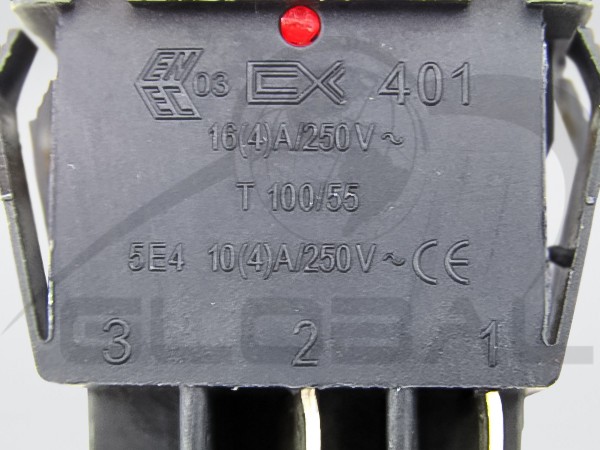 EN EC 03 CX 401
16(4)A/250V~
T 100/55
5E4 10(4)A/250V~ CE
3 2 1
GLOBAL